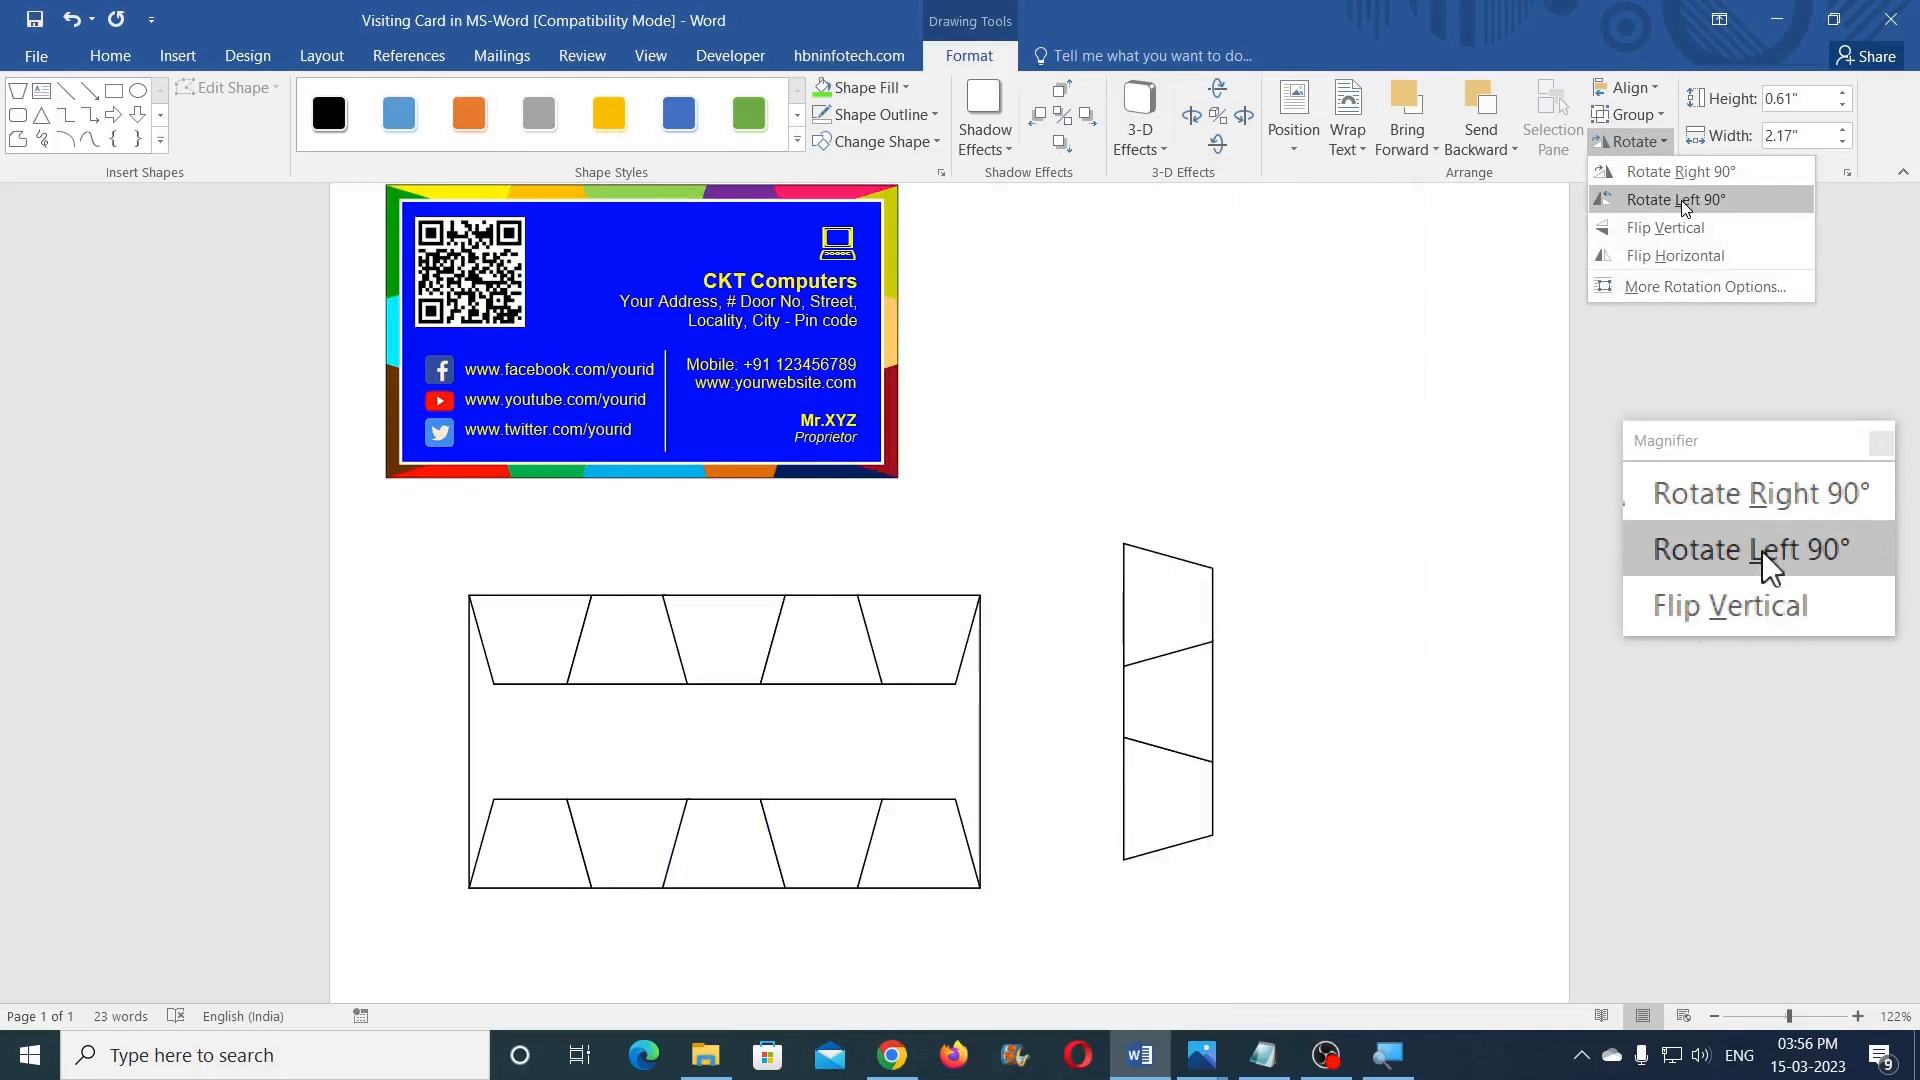 Visiting Card in MS-Word [Compatibility Mode] - Word
Drawing Tools
File Home Insert Design Layout References Mailings Review View Developer hbninfotech.com Format Tell me what you want to do... Share
Edit Shape
Shape Fill
Shape Outline
Change Shape
Shadow Effects
3-D Effects
Position
Wrap Text
Bring Forward
Send Backward
Selection Pane
Align
Group
Rotate
Height: 0.61"
Width: 2.17"
Insert Shapes Shape Styles Shadow Effects 3-D Effects Arrange
Rotate Right 90°
Rotate Left 90°
Flip Vertical
Flip Horizontal
More Rotation Options...
CKT Computers
Your Address, # Door No, Street,
Locality, City - Pin code
www.facebook.com/yourid
www.youtube.com/yourid
www.twitter.com/yourid
Mobile: +91 123456789
www.yourwebsite.com
Mr.XYZ
Proprietor
Magnifier
Rotate Right 90°
Rotate Left 90°
Flip Vertical
Page 1 of 1 23 words English (India) 122%
Type here to search
ENG
03:56 PM
15-03-2023
9